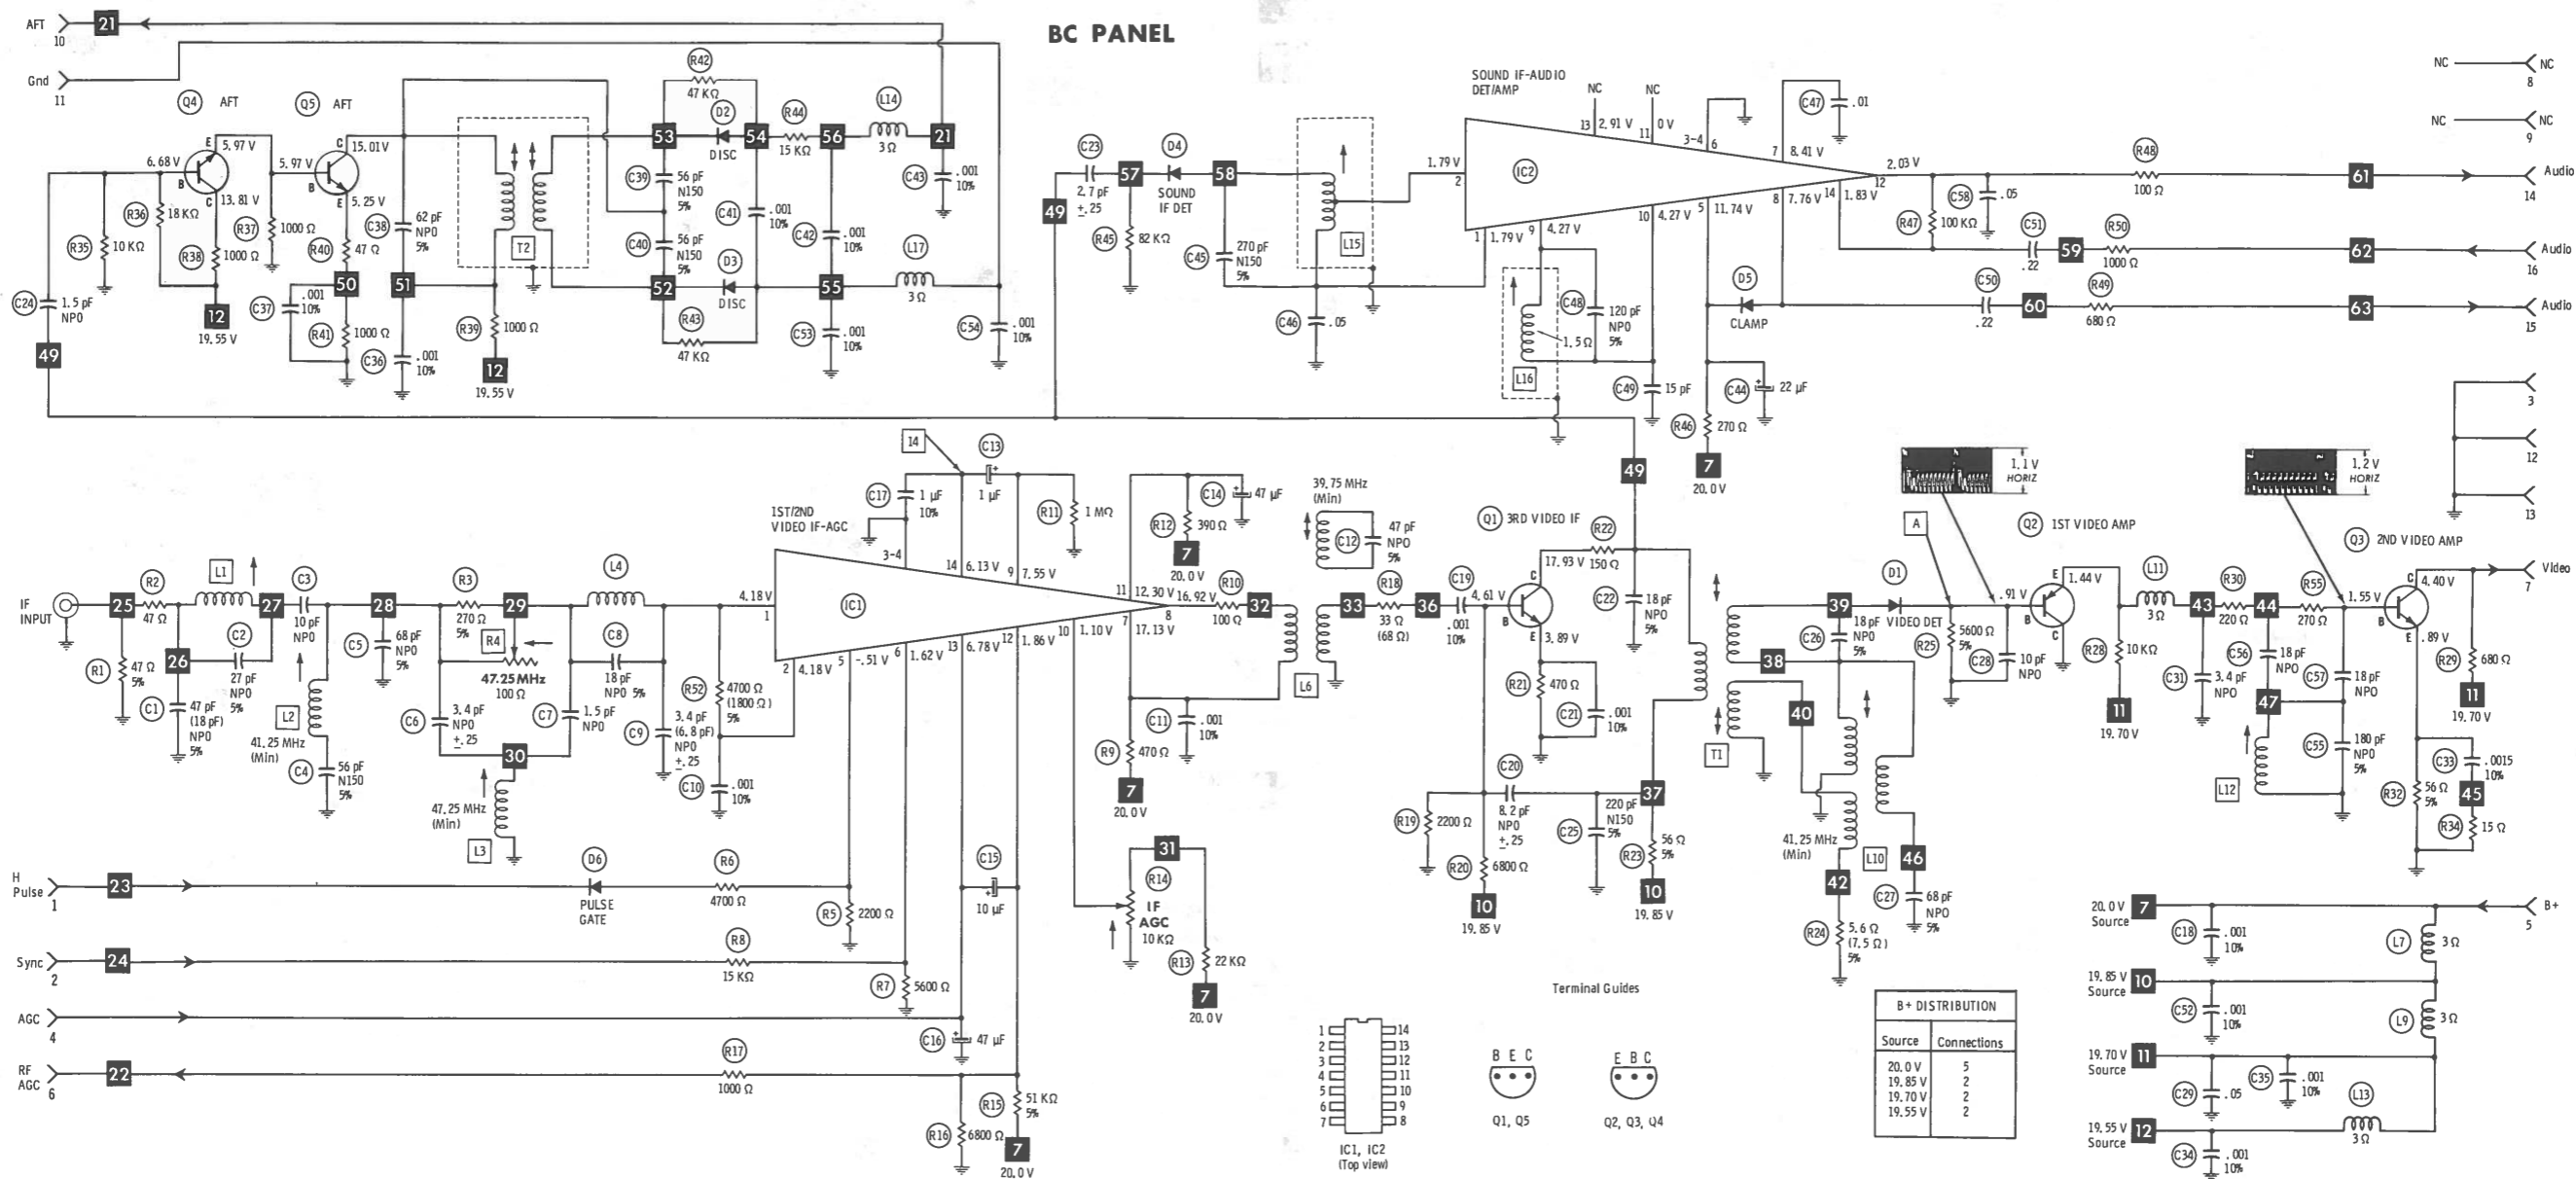 BC PANEL
AFT
10
21
Gnd
11
Q4 AFT
Q5 AFT
E 5.97 V
6.68 V
B
C
13.81 V
C 15.01 V
5.97 V
B
5.25 V
E
R35 10 KΩ
R36 18 KΩ
R37 1000 Ω
R38 1000 Ω
12
19.55 V
C24 1.5 pF
NPO
49
R40 47 Ω
50
C37 .001
10%
R41 1000 Ω
C38 62 pF
NPO
5%
51
C36 .001
10%
R39 1000 Ω
12
19.55 V
T2
R42
47 KΩ
53
D2
DISC
54
R44
15 KΩ
56
L14
3 Ω
21
C39 56 pF
N150
5%
C40 56 pF
N150
5%
C41 .001
10%
C42 .001
10%
C43 .001
10%
52
D3
DISC
R43
47 KΩ
55
L17
3 Ω
C53 .001
10%
C54 .001
10%
49
C23
2.7 pF
±.25
57
D4
SOUND
IF DET
58
R45 82 KΩ
C45 270 pF
N150
5%
L15
C46 .05
SOUND IF-AUDIO
DET/AMP
IC2
NC
13 2.91 V
NC
11 0 V
3-4 6
7 8.41 V
C47 .01
1.79 V
2
1 1.79 V
9 4.27 V
10 4.27 V
5 11.74 V
8 7.76 V
14 1.83 V
12
2.03 V
L16
1.5 Ω
C48 120 pF
NPO
5%
C49 15 pF
D5
CLAMP
C44 22 µF
R46 270 Ω
7
20.0 V
R47 100 KΩ
C58 .05
C51
.22
59
R50
1000 Ω
R48
100 Ω
C50
.22
60
R49
680 Ω
61
Audio
14
62
Audio
16
63
Audio
15
NC NC
8
NC NC
9
3
12
13
IF
INPUT
25
R1 47 Ω
5%
R2
47 Ω
26
L1
27
C1 47 pF
(18 pF)
NPO
5%
C2
27 pF
NPO
5%
C3
10 pF
NPO
L2
41.25 MHz
(Min)
C4 56 pF
N150
5%
28
C5 68 pF
NPO
5%
R3
270 Ω
5%
29
R4
47.25 MHz
100 Ω
C6 3.4 pF
NPO
±.25
C7 1.5 pF
NPO
30
47.25 MHz
(Min)
L3
L4
C8
18 pF
NPO 5%
C9 3.4 pF
(6.8 pF)
NPO
±.25
R52 4700 Ω
(1800 Ω)
5%
C10 .001
10%
1ST/2ND
VIDEO IF-AGC
IC1
4.18 V
1
2 4.18 V
5 -.51 V
6 1.62 V
13 6.78 V
12 1.86 V
10 1.10 V
7 17.13 V
3-4
14 6.13 V
9 7.55 V
11 12.30 V
16.92 V
8
C17 1 µF
10%
14
C13
1 µF
R11 1 MΩ
R12 390 Ω
C14 47 µF
7
20.0 V
R10
100 Ω
32
C11 .001
10%
R9 470 Ω
7
20.0 V
L6
39.75 MHz
(Min)
C12 47 pF
NPO
5%
33
R18
33 Ω
(68 Ω)
36
C19
.001
10%
Q1 3RD VIDEO IF
4.61 V
B
C
17.93 V
E 3.89 V
R22
150 Ω
49
C22 18 pF
NPO
5%
R21 470 Ω
C21 .001
10%
C20
8.2 pF
NPO
±.25
R19 2200 Ω
R20 6800 Ω
10
19.85 V
C25 220 pF
N150
5%
37
R23 56 Ω
5%
10
19.85 V
T1
39
D1
VIDEO DET
C26 18 pF
NPO
5%
38
40
41.25 MHz
(Min)
L10
46
42
C27 68 pF
NPO
5%
R24 5.6 Ω
(7.5 Ω)
5%
A
1.1 V
HORIZ
R25 5600 Ω
5%
C28 10 pF
NPO
Q2 1ST VIDEO AMP
E 1.44 V
.91 V
B
C
R28 10 KΩ
11
19.70 V
L11
3 Ω
43
C31 3.4 pF
NPO
R30
220 Ω
44
R55
270 Ω
C56 18 pF
NPO
47
C57 18 pF
NPO
C55 180 pF
NPO
5%
L12
1.2 V
HORIZ
Q3 2ND VIDEO AMP
1.55 V
B
C 4.40 V
E .89 V
R29 680 Ω
11
19.70 V
Video
7
C33 .0015
10%
R32 56 Ω
5%
45
R34 15 Ω
H
Pulse
1
23
D6
PULSE
GATE
R6
4700 Ω
R5 2200 Ω
Sync
2
24
R8
15 KΩ
R7 5600 Ω
C15
10 µF
AGC
4
C16 47 µF
RF
AGC
6
22
R17
1000 Ω
R16 6800 Ω
R15 51 KΩ
5%
7
20.0 V
31
R14
IF
AGC
10 KΩ
R13 22 KΩ
7
20.0 V
Terminal Guides
1 14
2 13
3 12
4 11
5 10
6 9
7 8
IC1, IC2
(Top view)
B E C
Q1, Q5
E B C
Q2, Q3, Q4
B+ DISTRIBUTION
Source Connections
20.0 V 5
19.85 V 2
19.70 V 2
19.55 V 2
20.0 V
Source
7
B+
5
C18 .001
10%
L7 3 Ω
19.85 V
Source
10
C52 .001
10%
L9 3 Ω
19.70 V
Source
11
C29 .05
C35 .001
10%
L13
3 Ω
19.55 V
Source
12
C34 .001
10%